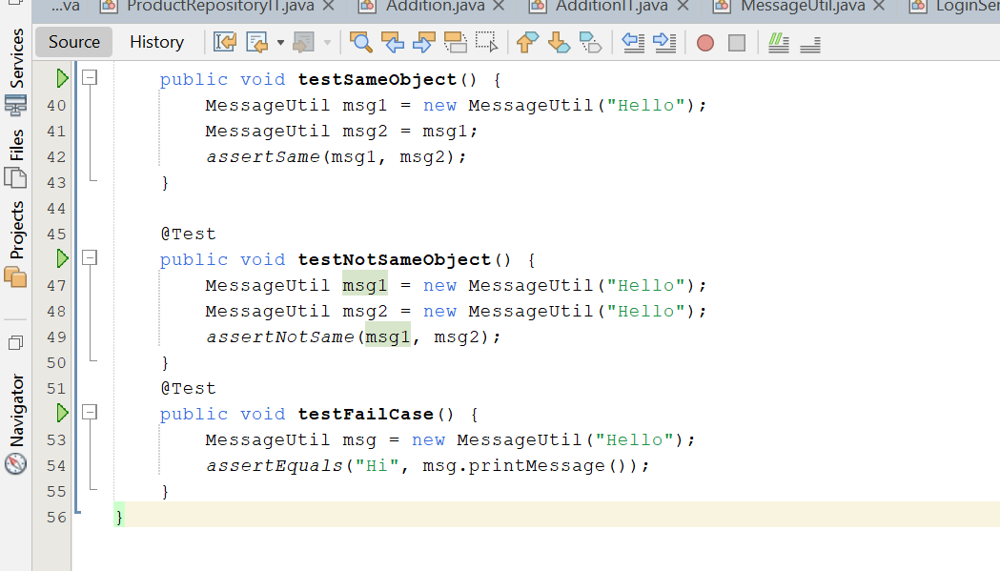 ...va ProductRepositoryIT.java Addition.java AdditionIT.java MessageUtil.java LoginSer
Source History
Services
Files
Projects
Navigator
public void testSameObject() {
40 MessageUtil msg1 = new MessageUtil("Hello");
41 MessageUtil msg2 = msg1;
42 assertSame(msg1, msg2);
43 }
44
45 @Test
public void testNotSameObject() {
47 MessageUtil msg1 = new MessageUtil("Hello");
48 MessageUtil msg2 = new MessageUtil("Hello");
49 assertNotSame(msg1, msg2);
50 }
51 @Test
public void testFailCase() {
53 MessageUtil msg = new MessageUtil("Hello");
54 assertEquals("Hi", msg.printMessage());
55 }
56 }